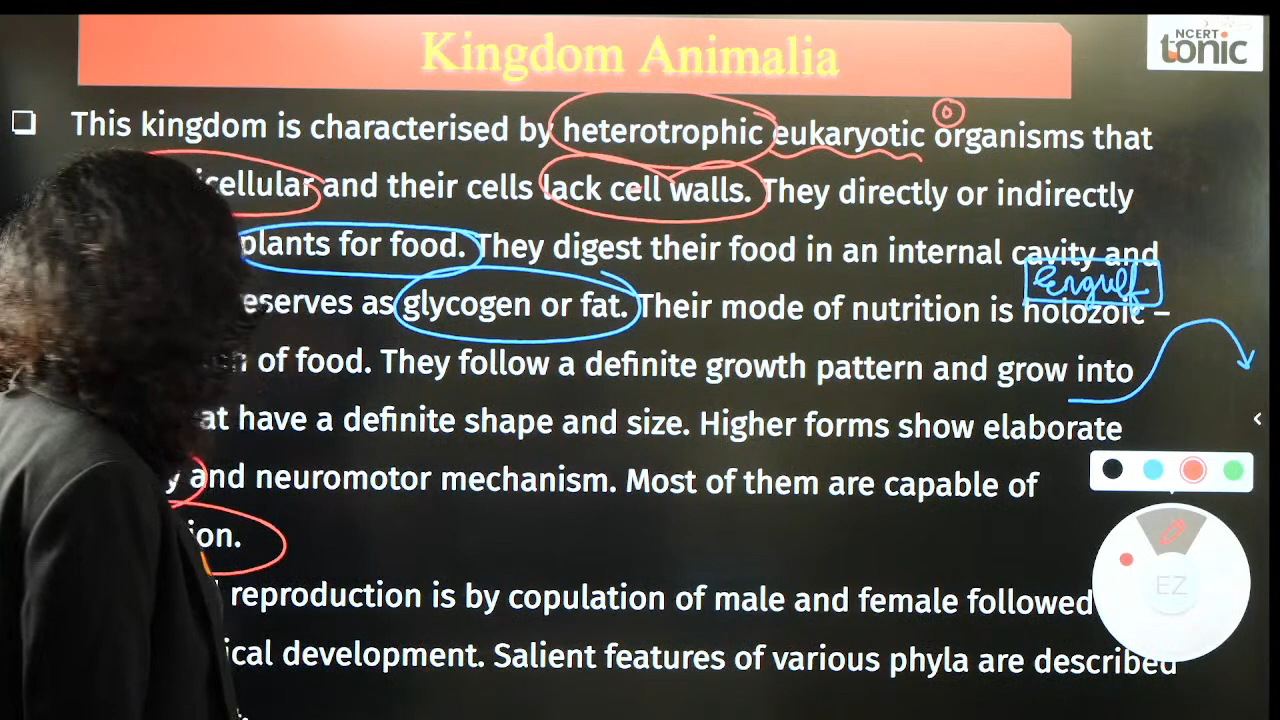 Kingdom Animalia
NCERT
tonic
This kingdom is characterised by heterotrophic eukaryotic organisms that
icellular and their cells lack cell walls. They directly or indirectly
plants for food. They digest their food in an internal cavity and
eserves as glycogen or fat. Their mode of nutrition is holozoic –
Engulf
of food. They follow a definite growth pattern and grow into
at have a definite shape and size. Higher forms show elaborate
y and neuromotor mechanism. Most of them are capable of
ion.
reproduction is by copulation of male and female followed
ical development. Salient features of various phyla are described
EZ